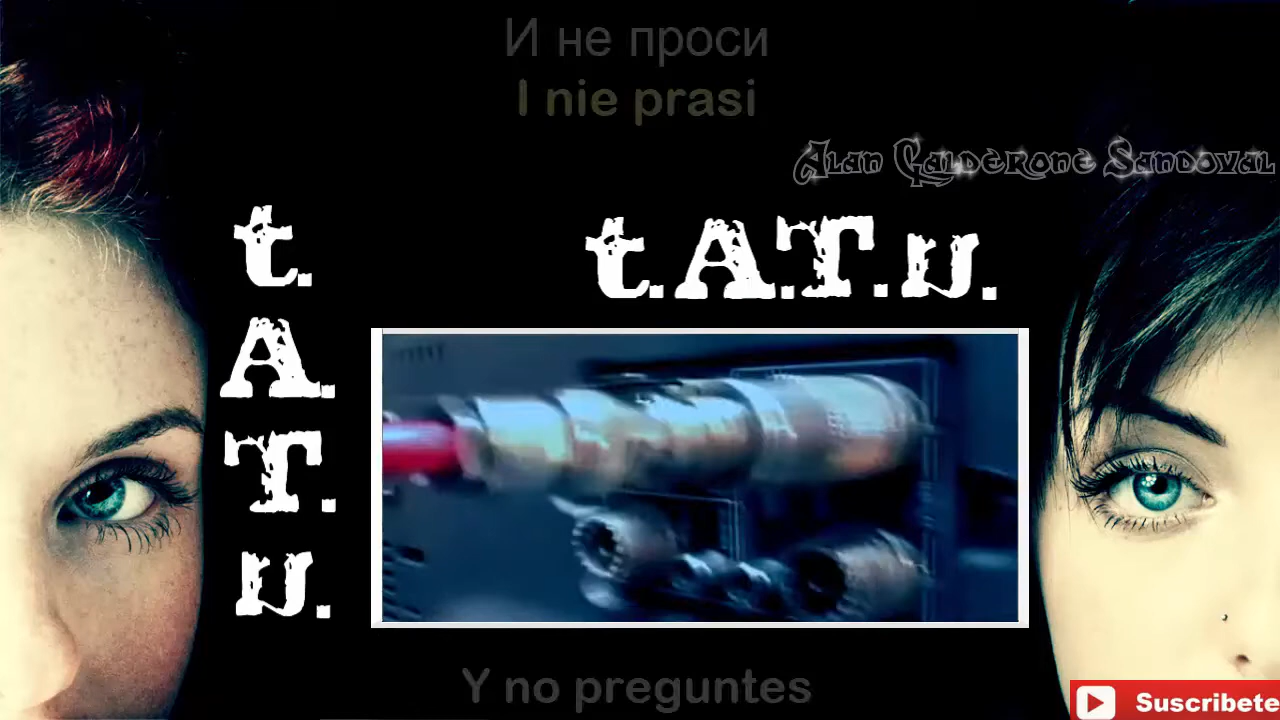 И не проси
I nie prasi
Alan Calderone Sandoval
t.A.T.u.
t.
A.
T.
u.
Y no preguntes
Suscribete